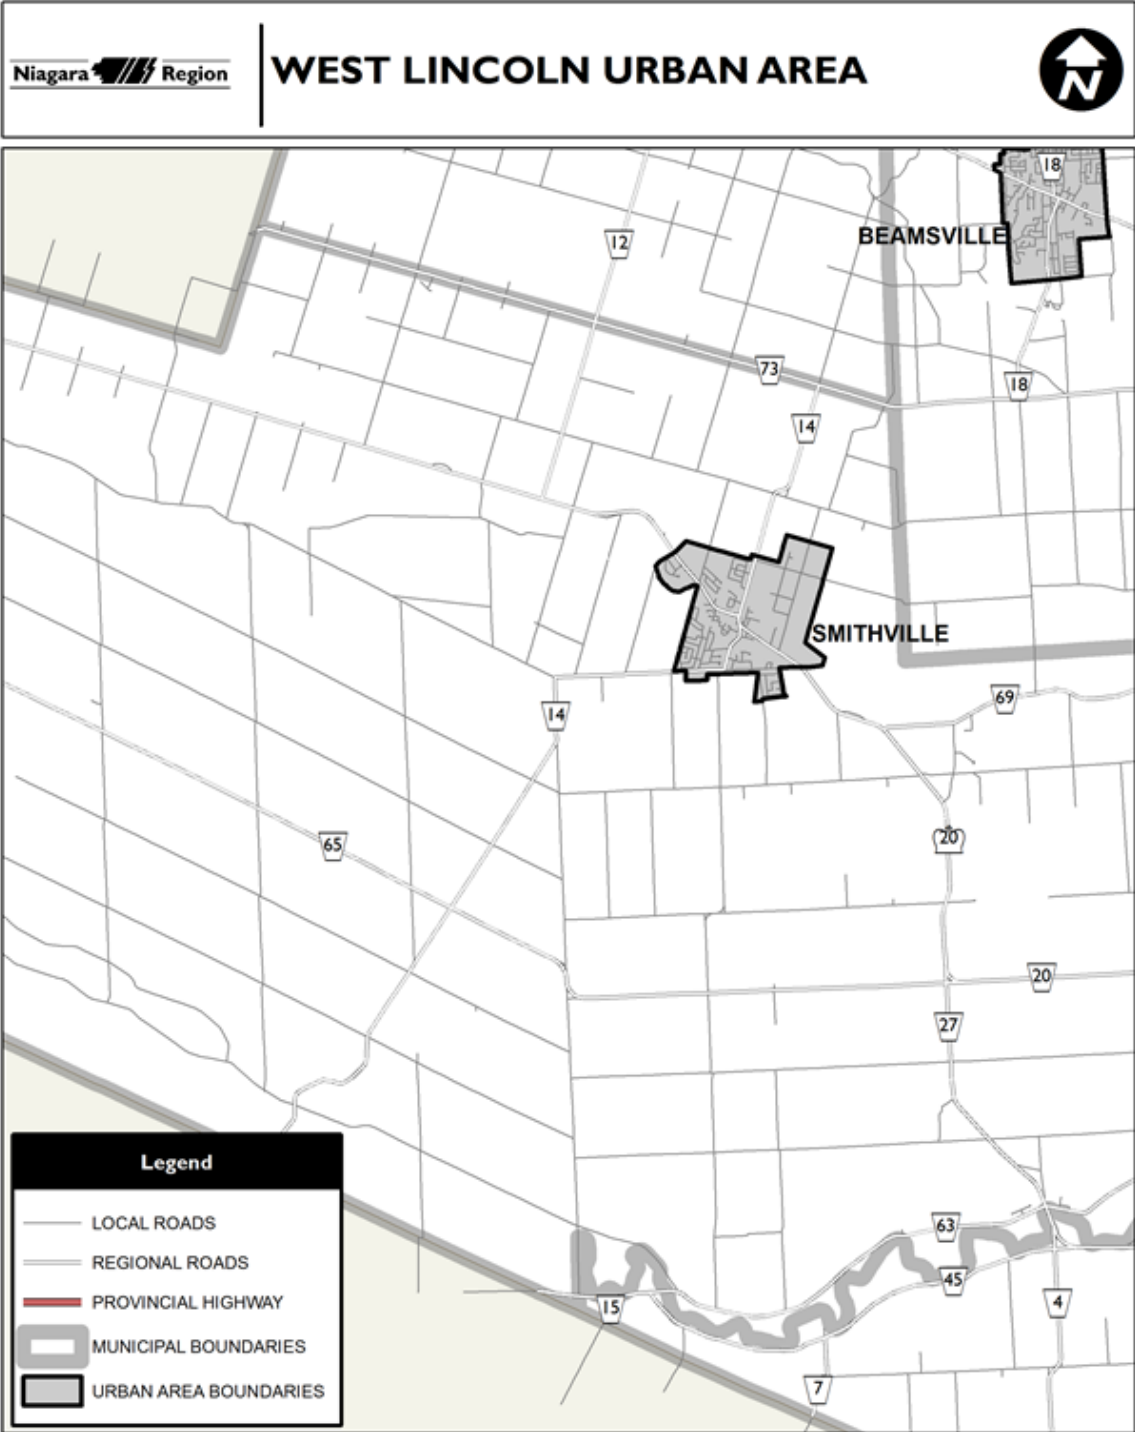 Niagara Region
WEST LINCOLN URBAN AREA
N
18
12
BEAMSVILLE
73
18
14
SMITHVILLE
69
14
20
65
20
27
63
45
15
4
7
Legend
LOCAL ROADS
REGIONAL ROADS
PROVINCIAL HIGHWAY
MUNICIPAL BOUNDARIES
URBAN AREA BOUNDARIES